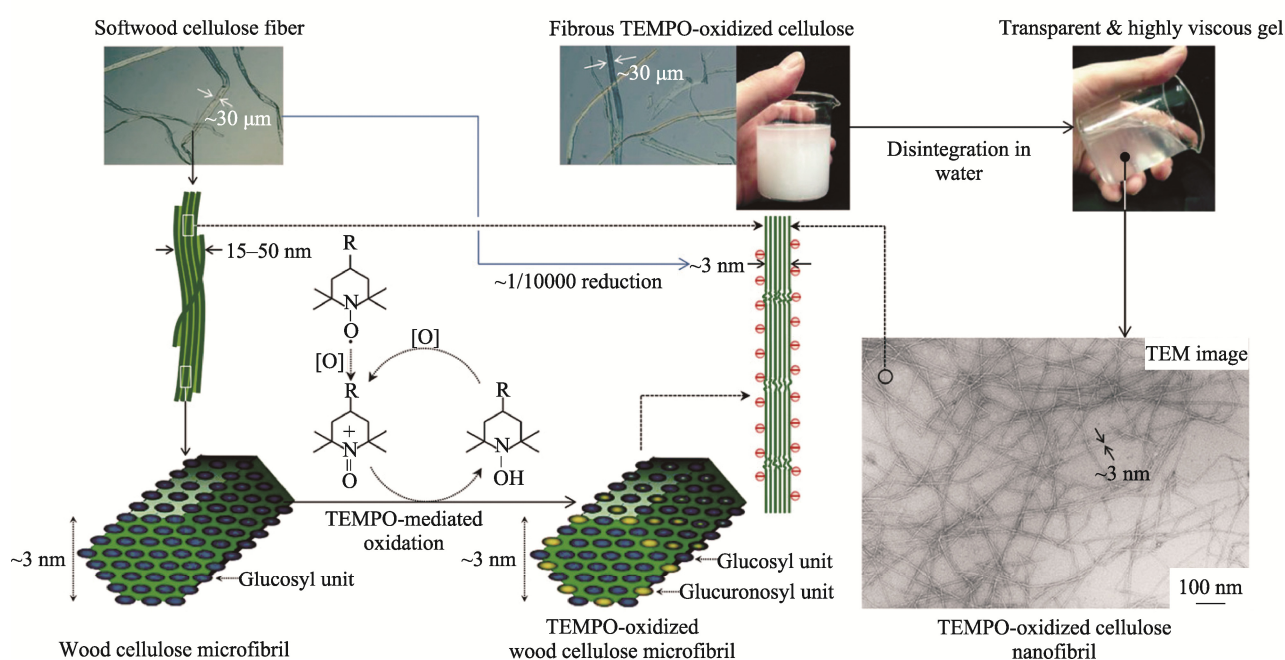 Softwood cellulose fiber
Fibrous TEMPO-oxidized cellulose
Transparent & highly viscous gel
~30 μm
~30 μm
Disintegration in
water
15–50 nm
~1/10000 reduction
~3 nm
R
N
O
[O]
[O]
R
+
N
O
R
N
OH
TEM image
~3 nm
100 nm
TEMPO-mediated
oxidation
~3 nm
Glucosyl unit
~3 nm
Glucosyl unit
Glucuronosyl unit
Wood cellulose microfibril
TEMPO-oxidized
wood cellulose microfibril
TEMPO-oxidized cellulose
nanofibril